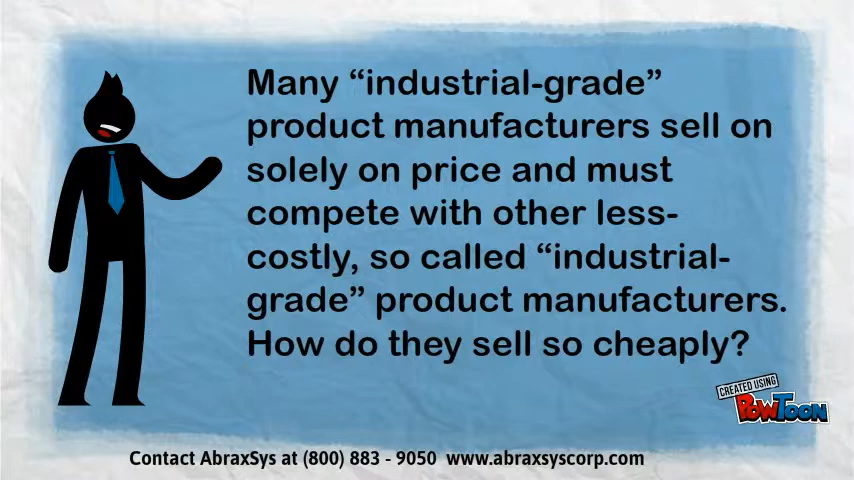 Many “industrial-grade”
product manufacturers sell on
solely on price and must
compete with other less-
costly, so called “industrial-
grade” product manufacturers.
How do they sell so cheaply?
CREATED USING
POWTOON
Contact AbraxSys at (800) 883 - 9050 www.abraxsyscorp.com